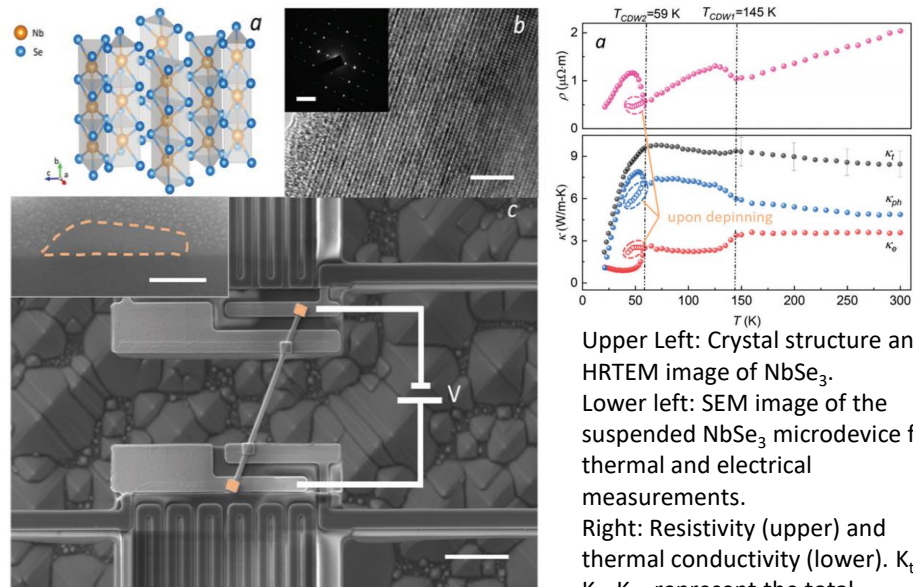 Nb
Se
a
b
c
a
b
c
V
T_CDW2=59 K
T_CDW1=145 K
a
ρ (μΩ·m)
2
1
0
κ (W/m-K)
9
6
3
0
κ_t
κ_ph
κ_e
upon depinning
0 50 100 150 200 250 300
T (K)
Upper Left: Crystal structure an
HRTEM image of NbSe₃.
Lower left: SEM image of the
suspended NbSe₃ microdevice f
thermal and electrical
measurements.
Right: Resistivity (upper) and
thermal conductivity (lower). K_t